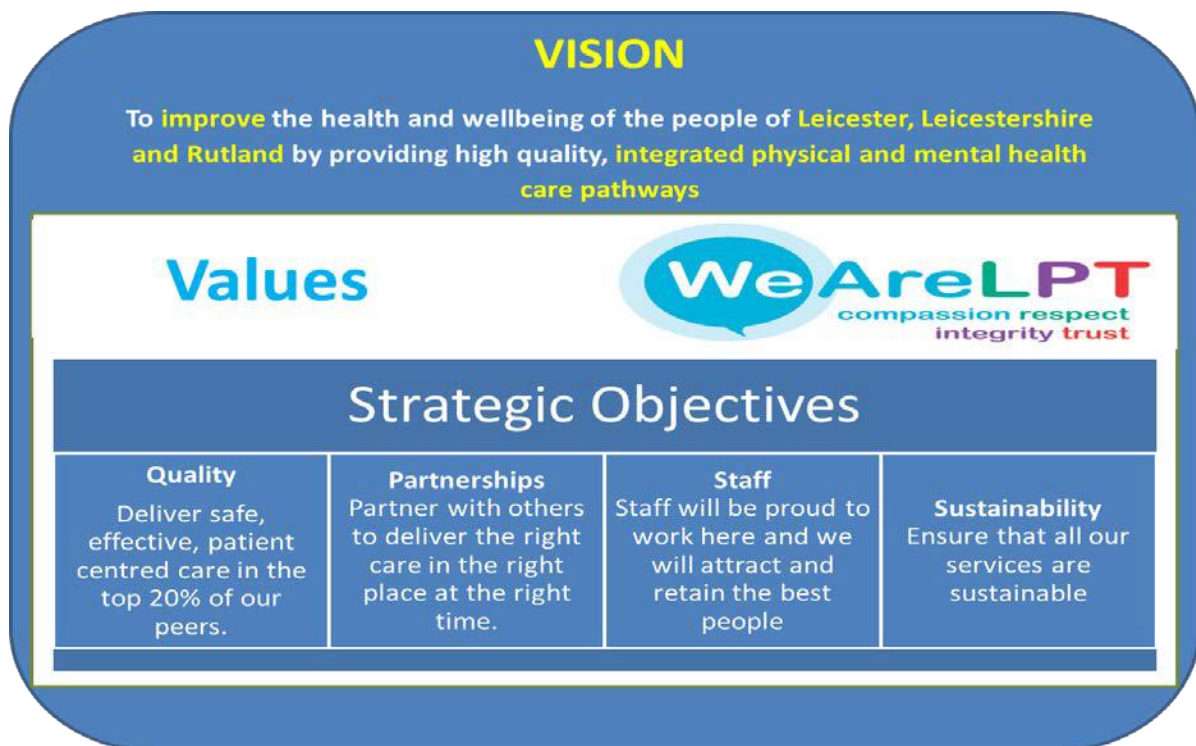 VISION
To improve the health and wellbeing of the people of Leicester, Leicestershire
and Rutland by providing high quality, integrated physical and mental health
care pathways
Values
WeAreLPT
compassion respect
integrity trust
Strategic Objectives
Quality
Deliver safe,
effective, patient
centred care in the
top 20% of our
peers.
Partnerships
Partner with others
to deliver the right
care in the right
place at the right
time.
Staff
Staff will be proud to
work here and we
will attract and
retain the best
people
Sustainability
Ensure that all our
services are
sustainable